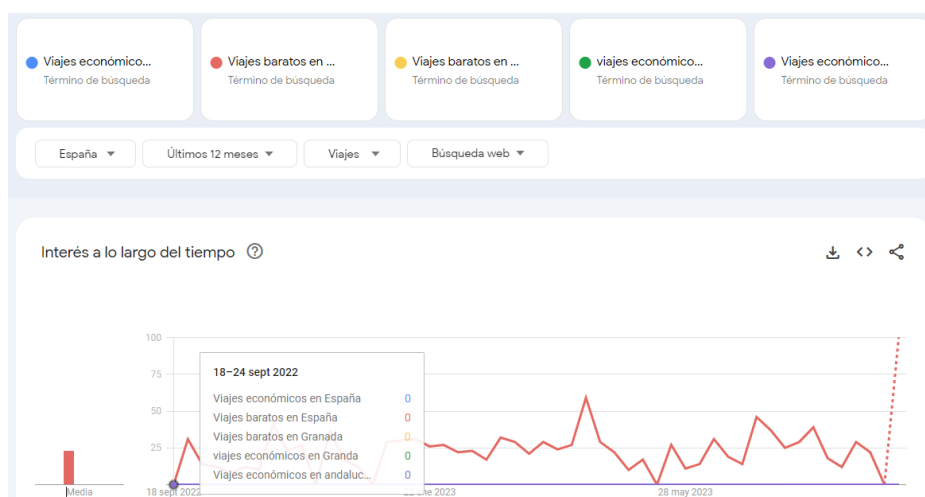 Viajes económico...
Término de búsqueda
Viajes baratos en ...
Término de búsqueda
Viajes baratos en ...
Término de búsqueda
viajes económico...
Término de búsqueda
Viajes económico...
Término de búsqueda
España
Últimos 12 meses
Viajes
Búsqueda web
Interés a lo largo del tiempo
100
75
50
25
Media
18 sept 2022
ene 2023
28 may 2023
18–24 sept 2022
Viajes económicos en España 0
Viajes baratos en España 0
Viajes baratos en Granada 0
viajes económicos en Granda 0
Viajes económicos en andaluc... 0